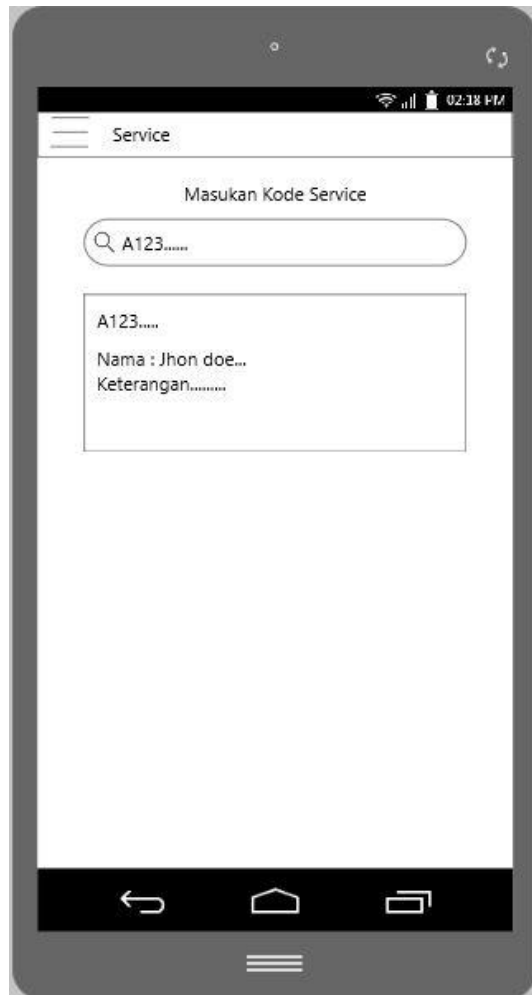 02:18 PM
Service
Masukan Kode Service
A123......
A123.....
Nama : Jhon doe...
Keterangan.........